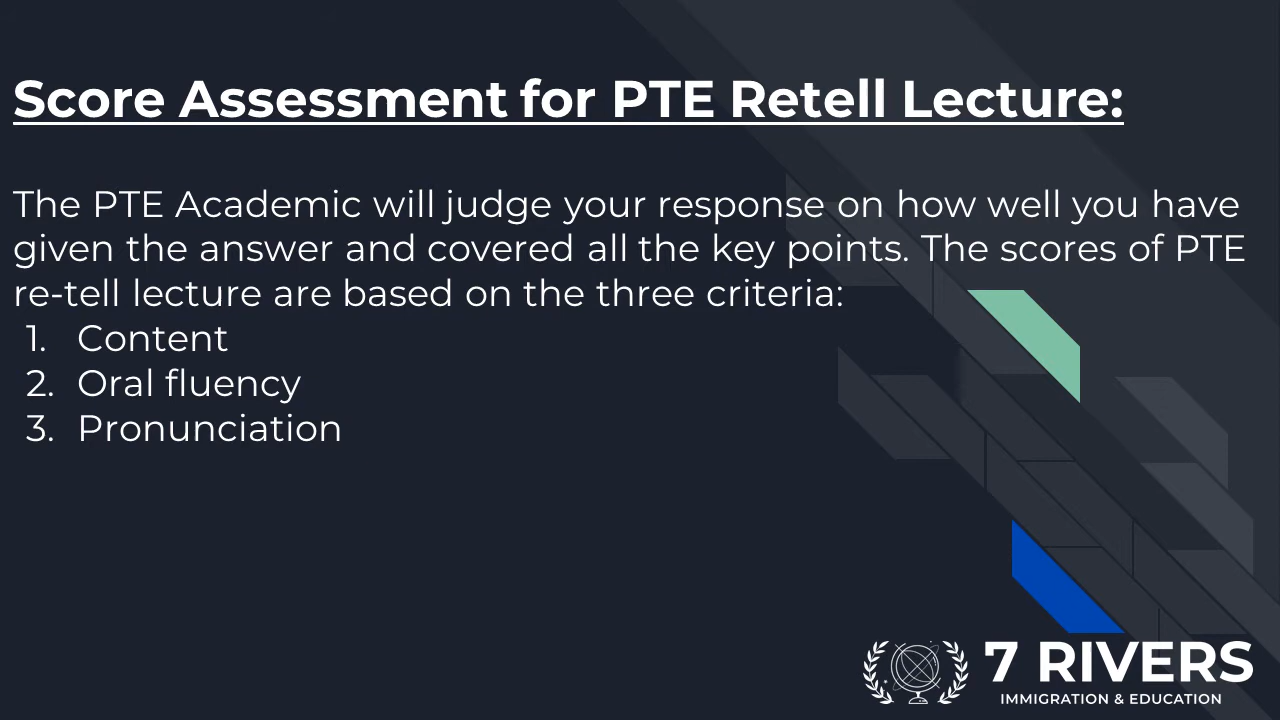 Score Assessment for PTE Retell Lecture:
The PTE Academic will judge your response on how well you have
given the answer and covered all the key points. The scores of PTE
re-tell lecture are based on the three criteria:
1. Content
2. Oral fluency
3. Pronunciation
7 RIVERS
IMMIGRATION & EDUCATION